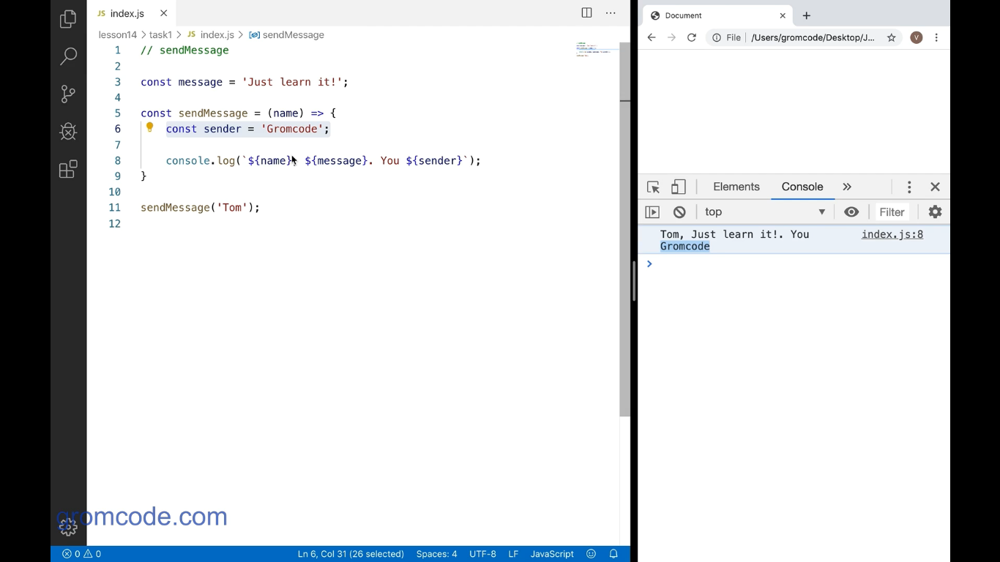 JS index.js
lesson14 > task1 > JS index.js > sendMessage
1 // sendMessage
2
3 const message = 'Just learn it!';
4
5 const sendMessage = (name) => {
6 const sender = 'Gromcode';
7
8 console.log(`${name}, ${message}. You ${sender}`);
9 }
10
11 sendMessage('Tom');
12
gromcode.com
0 0 Ln 6, Col 31 (26 selected) Spaces: 4 UTF-8 LF JavaScript
Document
File /Users/gromcode/Desktop/J...
V
Elements Console
top Filter
Tom, Just learn it!. You index.js:8
Gromcode